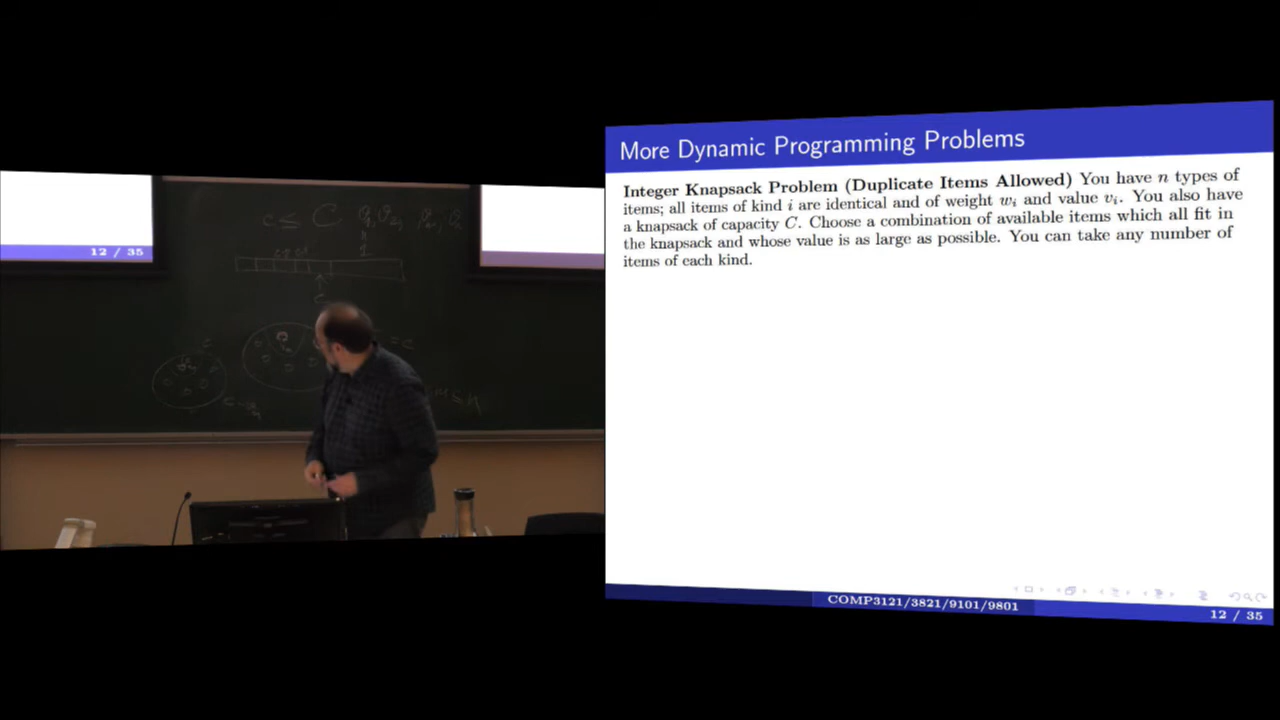 12 / 35
c ≤ C
c
More Dynamic Programming Problems
Integer Knapsack Problem (Duplicate Items Allowed) You have n types of
items; all items of kind i are identical and of weight wᵢ and value vᵢ. You also have
a knapsack of capacity C. Choose a combination of available items which all fit in
the knapsack and whose value is as large as possible. You can take any number of
items of each kind.
COMP3121/3821/9101/9801
12 / 35